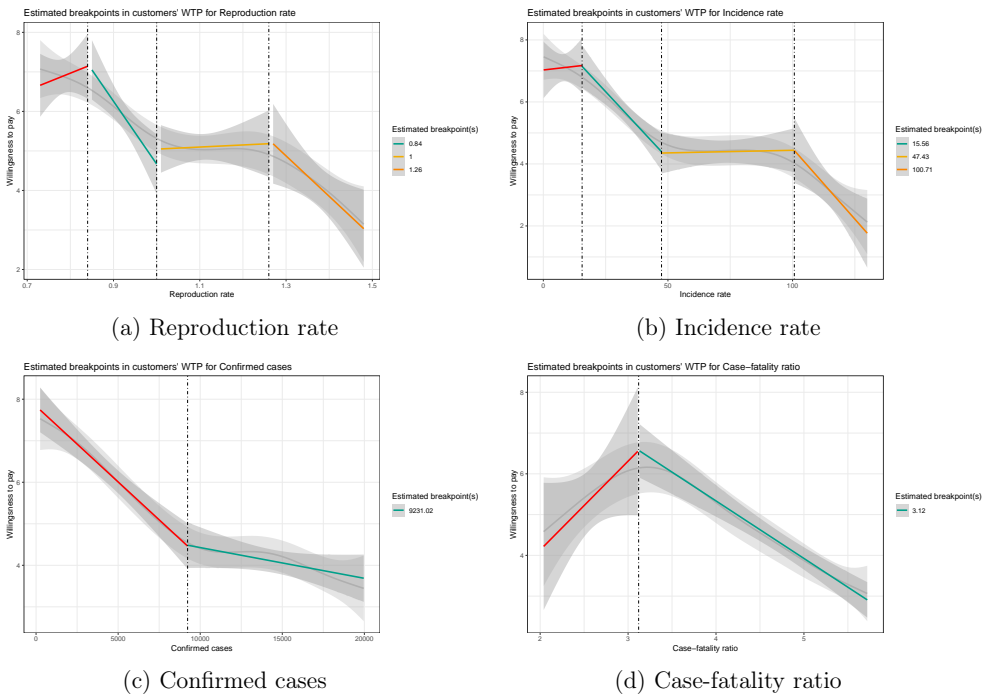 Estimated breakpoints in customers' WTP for Reproduction rate
8
6
4
2
Willingness to pay
0.7
0.9
1.1
1.3
1.5
Reproduction rate
Estimated breakpoint(s)
0.84
1
1.26
(a) Reproduction rate
Estimated breakpoints in customers' WTP for Incidence rate
8
6
4
2
Willingness to pay
0
50
100
Incidence rate
Estimated breakpoint(s)
15.56
47.43
100.71
(b) Incidence rate
Estimated breakpoints in customers' WTP for Confirmed cases
8
6
4
Willingness to pay
0
5000
10000
15000
20000
Confirmed cases
Estimated breakpoint(s)
9231.02
(c) Confirmed cases
Estimated breakpoints in customers' WTP for Case−fatality ratio
8
6
4
Willingness to pay
2
3
4
5
Case−fatality ratio
Estimated breakpoint(s)
3.12
(d) Case-fatality ratio